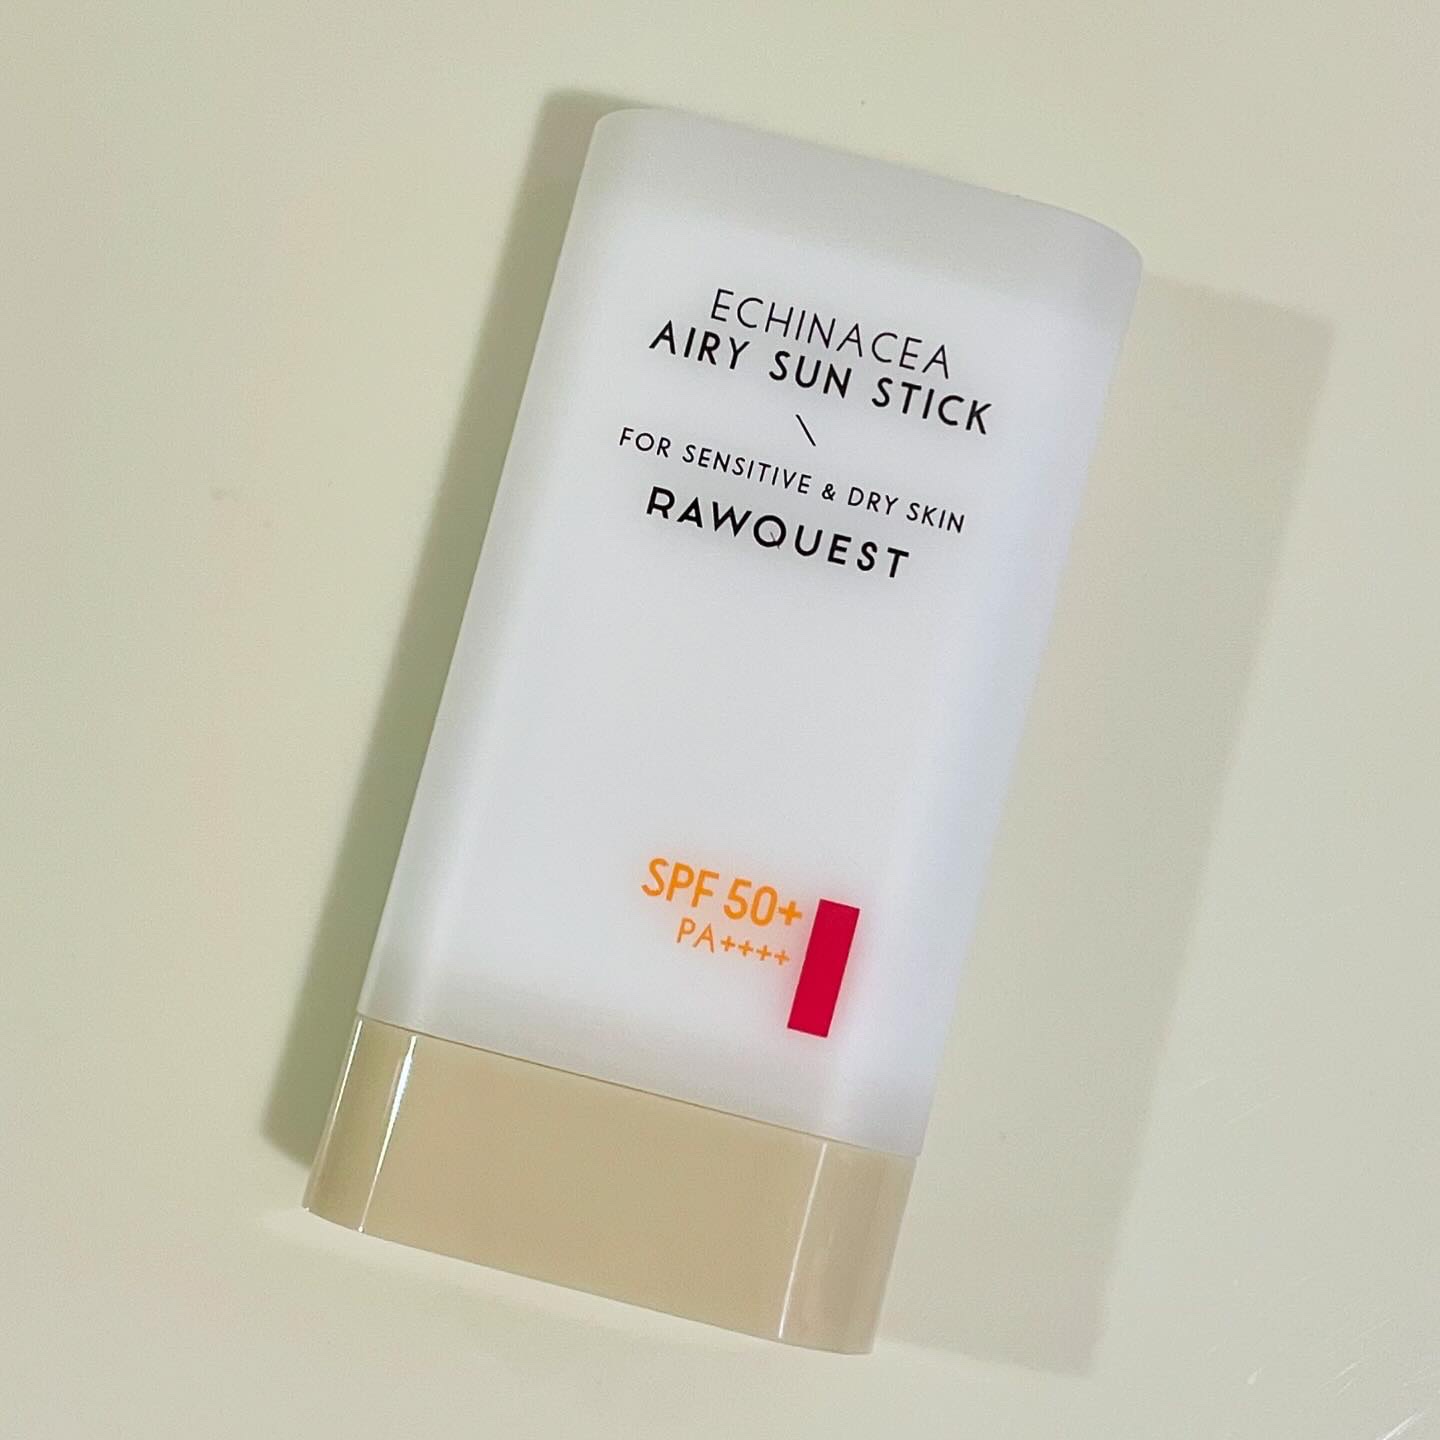 ECHINACEA
AIRY SUN STICK
\
FOR SENSITIVE & DRY SKIN
RAWQUEST
SPF 50+
PA++++